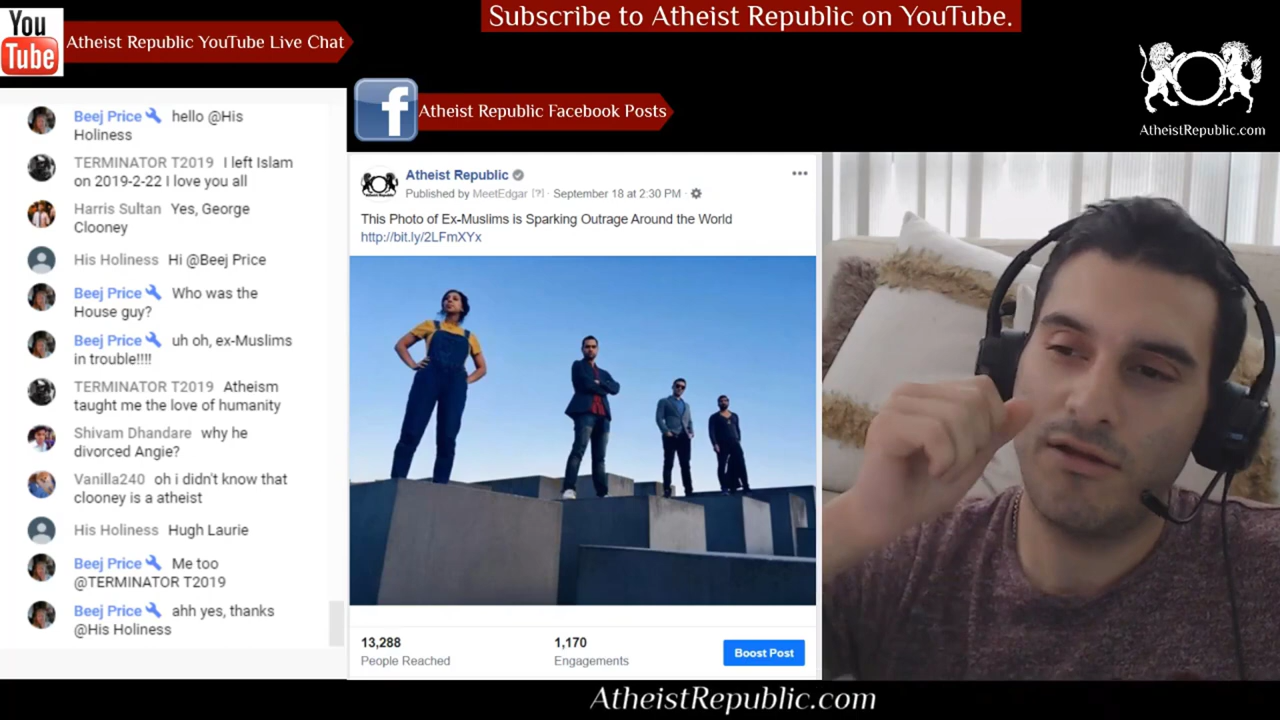 Subscribe to Atheist Republic on YouTube.
You
Tube
Atheist Republic YouTube Live Chat
Atheist Republic Facebook Posts
AtheistRepublic.com
Beej Price hello @His
Holiness
TERMINATOR T2019 I left Islam
on 2019-2-22 I love you all
Harris Sultan Yes, George
Clooney
His Holiness Hi @Beej Price
Beej Price Who was the
House guy?
Beej Price uh oh, ex-Muslims
in trouble!!!!
TERMINATOR T2019 Atheism
taught me the love of humanity
Shivam Dhandare why he
divorced Angie?
Vanilla240 oh i didn't know that
clooney is a atheist
His Holiness Hugh Laurie
Beej Price Me too
@TERMINATOR T2019
Beej Price ahh yes, thanks
@His Holiness
Atheist Republic
Published by MeetEdgar [?] · September 18 at 2:30 PM ·
This Photo of Ex-Muslims is Sparking Outrage Around the World
http://bit.ly/2LFmXYx
13,288
People Reached
1,170
Engagements
Boost Post
AtheistRepublic.com